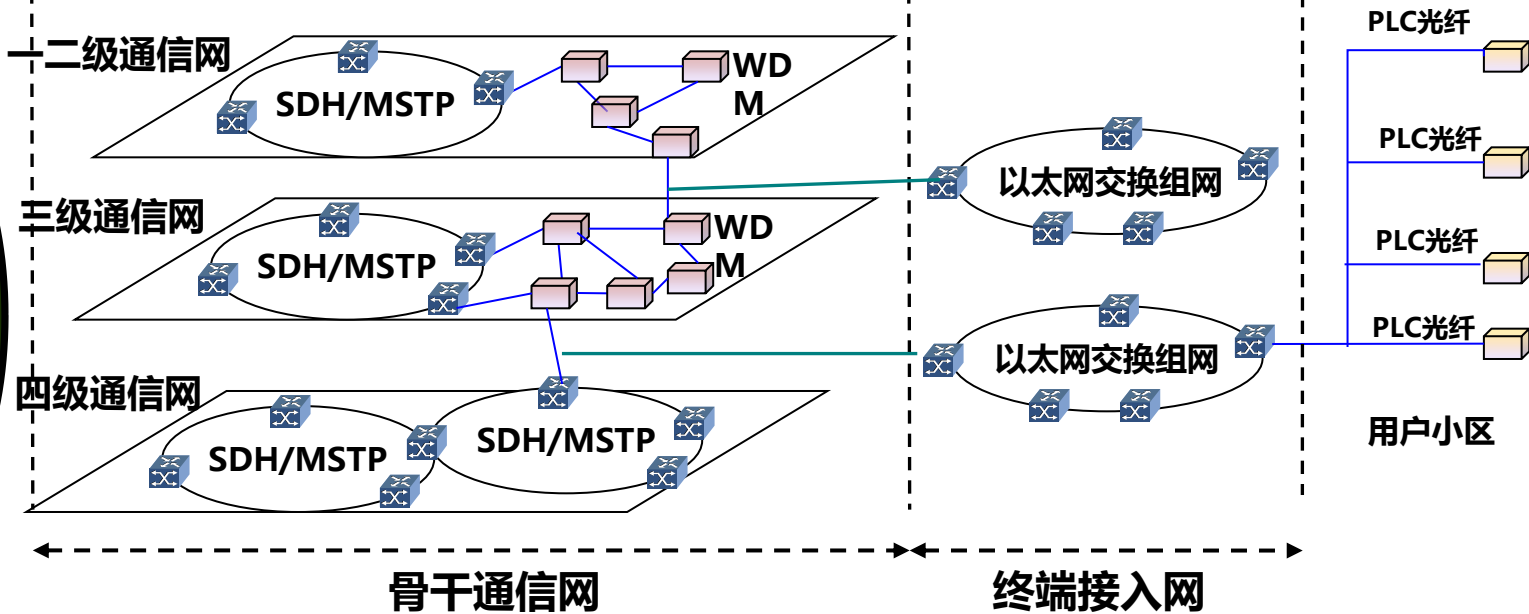 一二级通信网
SDH/MSTP
WD
M
三级通信网
SDH/MSTP
WD
M
四级通信网
SDH/MSTP
SDH/MSTP
骨干通信网
以太网交换组网
以太网交换组网
终端接入网
PLC光纤
PLC光纤
PLC光纤
PLC光纤
用户小区